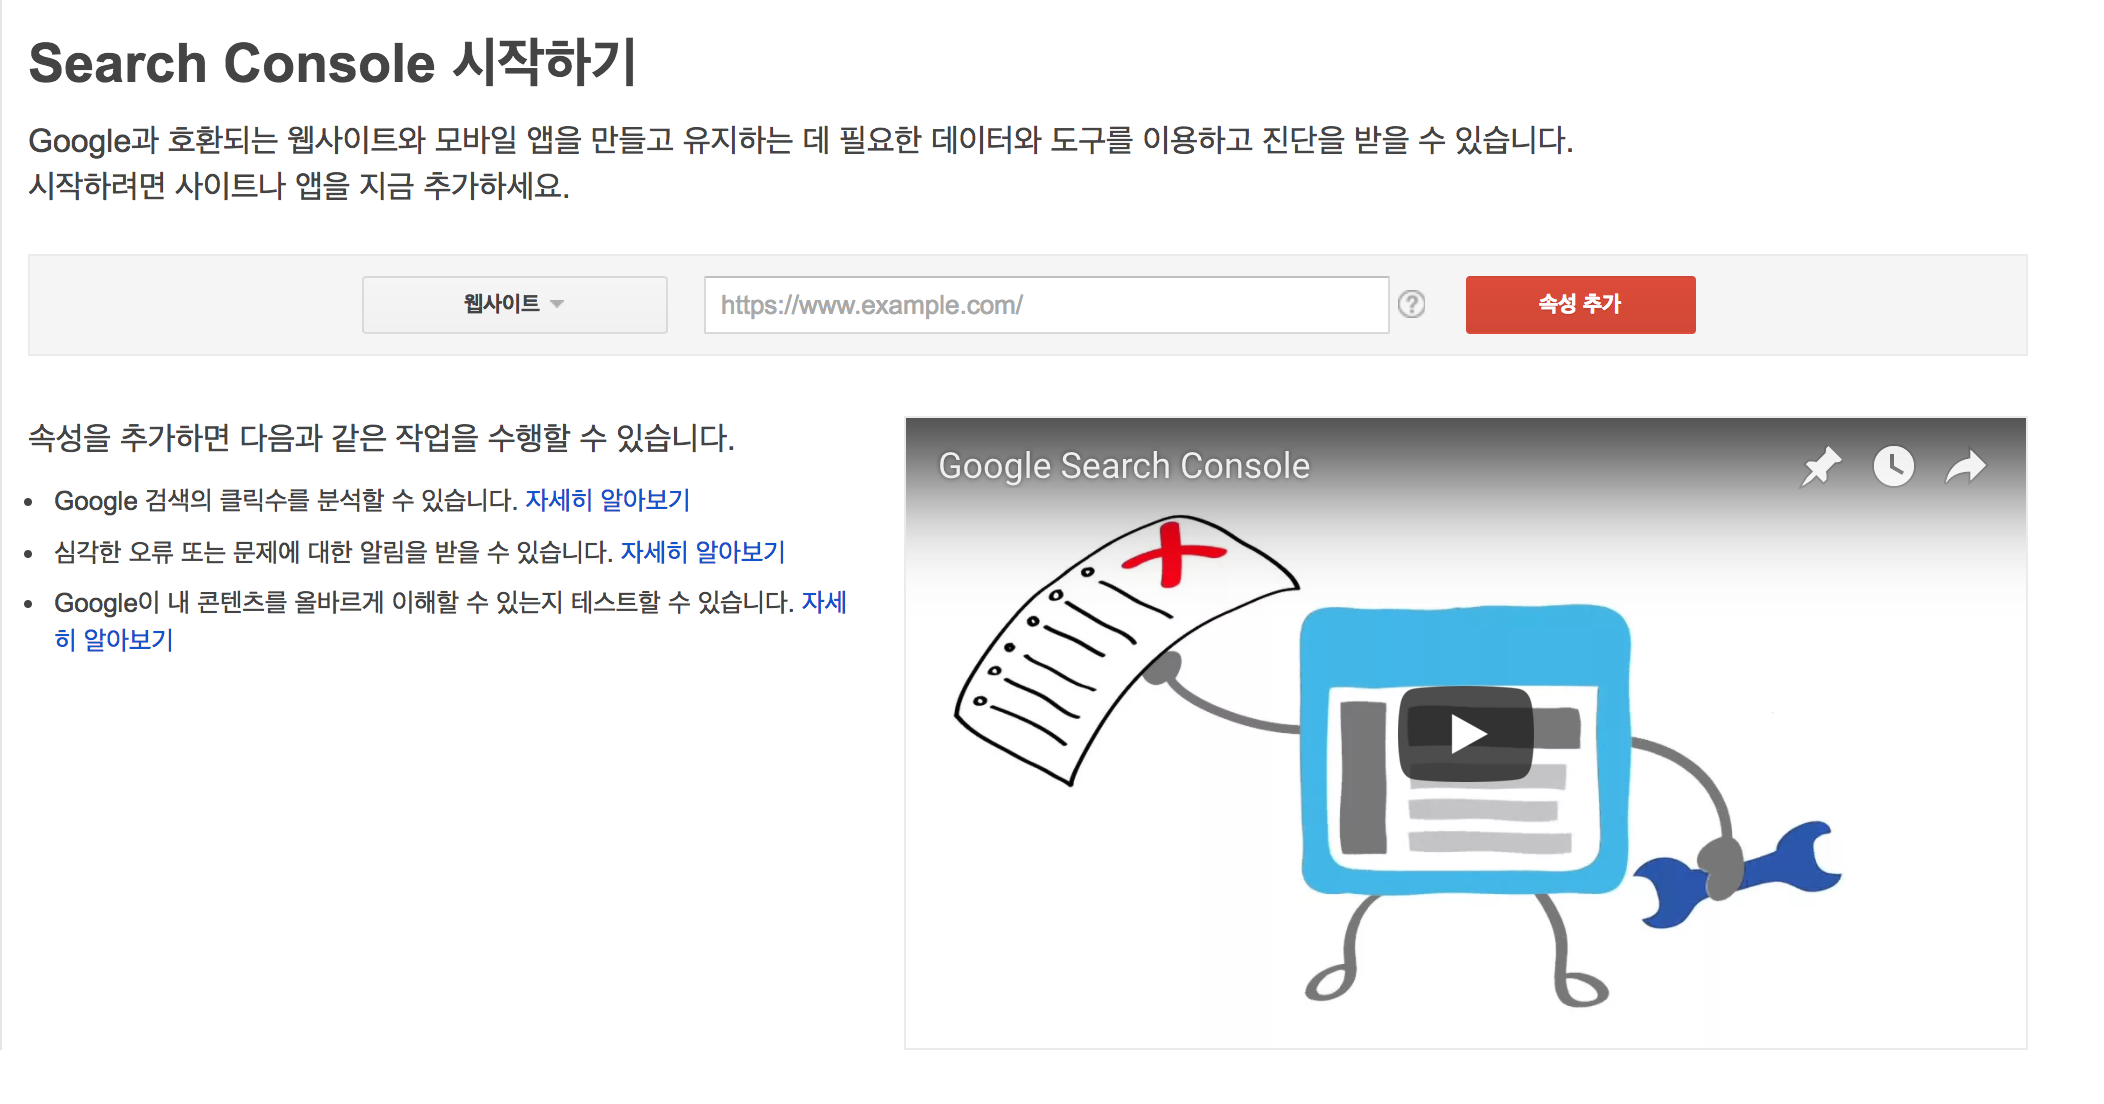 Search Console 시작하기
Google과 호환되는 웹사이트와 모바일 앱을 만들고 유지하는 데 필요한 데이터와 도구를 이용하고 진단을 받을 수 있습니다.
시작하려면 사이트나 앱을 지금 추가하세요.
웹사이트 https://www.example.com/ ? 속성 추가
속성을 추가하면 다음과 같은 작업을 수행할 수 있습니다.
• Google 검색의 클릭수를 분석할 수 있습니다. 자세히 알아보기
• 심각한 오류 또는 문제에 대한 알림을 받을 수 있습니다. 자세히 알아보기
• Google이 내 콘텐츠를 올바르게 이해할 수 있는지 테스트할 수 있습니다. 자세
히 알아보기
Google Search Console